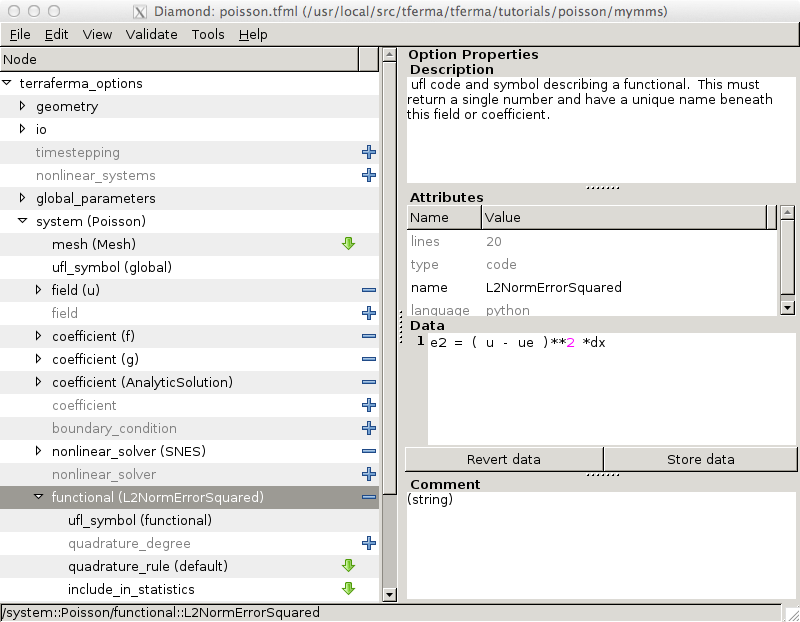 Diamond: poisson.tfml (/usr/local/src/tferma/tferma/tutorials/poisson/mymms)
File Edit View Validate Tools Help
Node
terraferma_options
geometry
io
timestepping
nonlinear_systems
global_parameters
system (Poisson)
mesh (Mesh)
ufl_symbol (global)
field (u)
field
coefficient (f)
coefficient (g)
coefficient (AnalyticSolution)
coefficient
boundary_condition
nonlinear_solver (SNES)
nonlinear_solver
functional (L2NormErrorSquared)
ufl_symbol (functional)
quadrature_degree
quadrature_rule (default)
include_in_statistics
Option Properties
Description
ufl code and symbol describing a functional. This must
return a single number and have a unique name beneath
this field or coefficient.
Attributes
Name Value
lines 20
type code
name L2NormErrorSquared
language python
Data
1 e2 = ( u - ue )**2 *dx
Revert data Store data
Comment
(string)
/system::Poisson/functional::L2NormErrorSquared